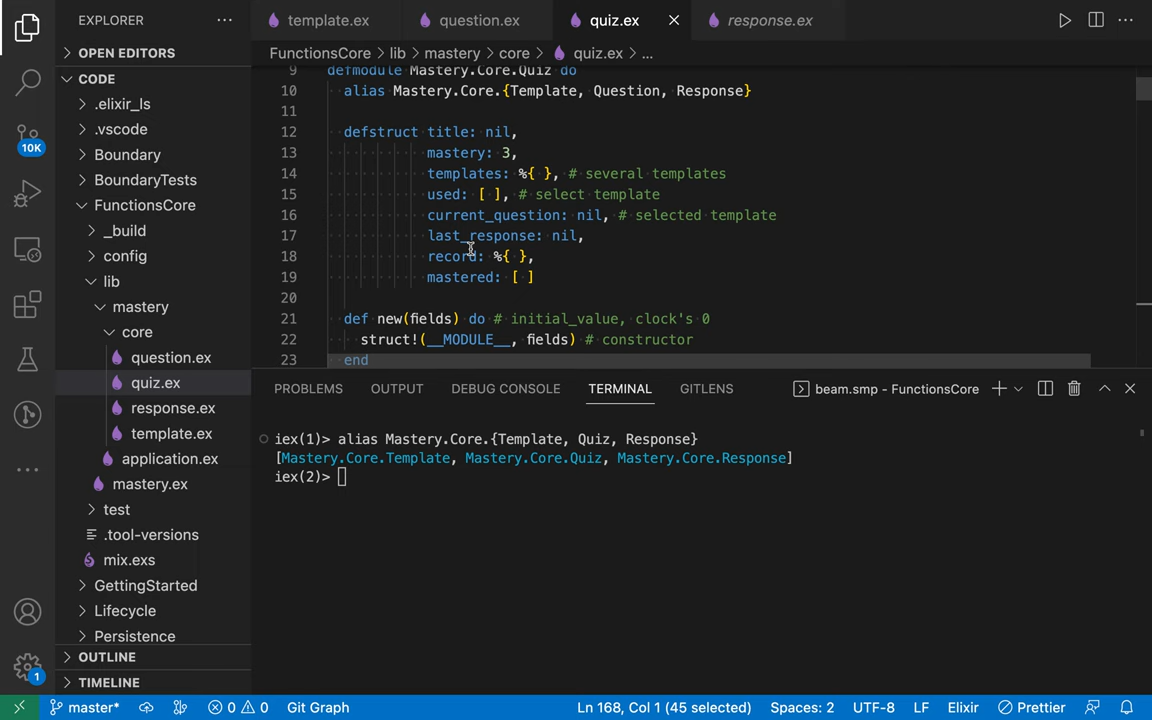 EXPLORER
template.ex
question.ex
quiz.ex
response.ex
OPEN EDITORS
FunctionsCore > lib > mastery > core > quiz.ex > ...
CODE
.elixir_ls
.vscode
Boundary
BoundaryTests
FunctionsCore
_build
config
lib
mastery
core
question.ex
quiz.ex
response.ex
template.ex
application.ex
mastery.ex
test
.tool-versions
mix.exs
GettingStarted
Lifecycle
Persistence
OUTLINE
TIMELINE
10K
1
9 defmodule Mastery.Core.Quiz do
10 alias Mastery.Core.{Template, Question, Response}
11
12 defstruct title: nil,
13 mastery: 3,
14 templates: %{ }, # several templates
15 used: [ ], # select template
16 current_question: nil, # selected template
17 last_response: nil,
18 record: %{ },
19 mastered: [ ]
20
21 def new(fields) do # initial_value, clock's 0
22 struct!(__MODULE__, fields) # constructor
23 end
PROBLEMS OUTPUT DEBUG CONSOLE TERMINAL GITLENS
beam.smp - FunctionsCore
iex(1)> alias Mastery.Core.{Template, Quiz, Response}
[Mastery.Core.Template, Mastery.Core.Quiz, Mastery.Core.Response]
iex(2)>
master* 0 0 Git Graph Ln 168, Col 1 (45 selected) Spaces: 2 UTF-8 LF Elixir Prettier